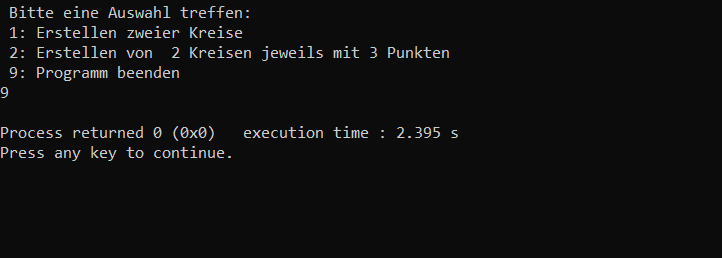 Bitte eine Auswahl treffen:
1: Erstellen zweier Kreise
2: Erstellen von  2 Kreisen jeweils mit 3 Punkten
9: Programm beenden
9
Process returned 0 (0x0)   execution time : 2.395 s
Press any key to continue.